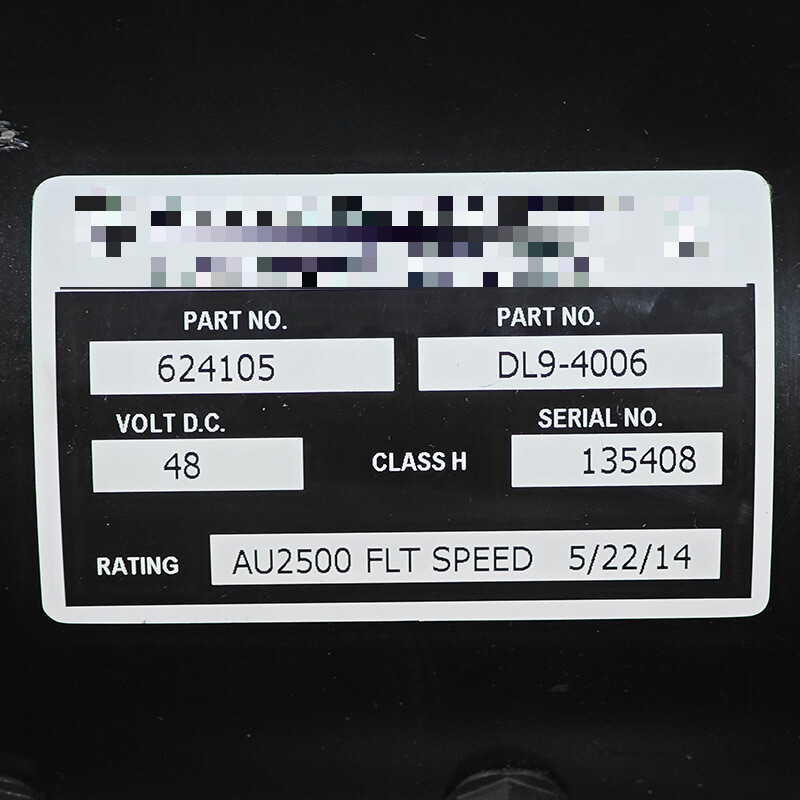 PART NO. PART NO.
624105 DL9-4006
VOLT D.C. SERIAL NO.
48 CLASS H 135408
RATING AU2500 FLT SPEED 5/22/14